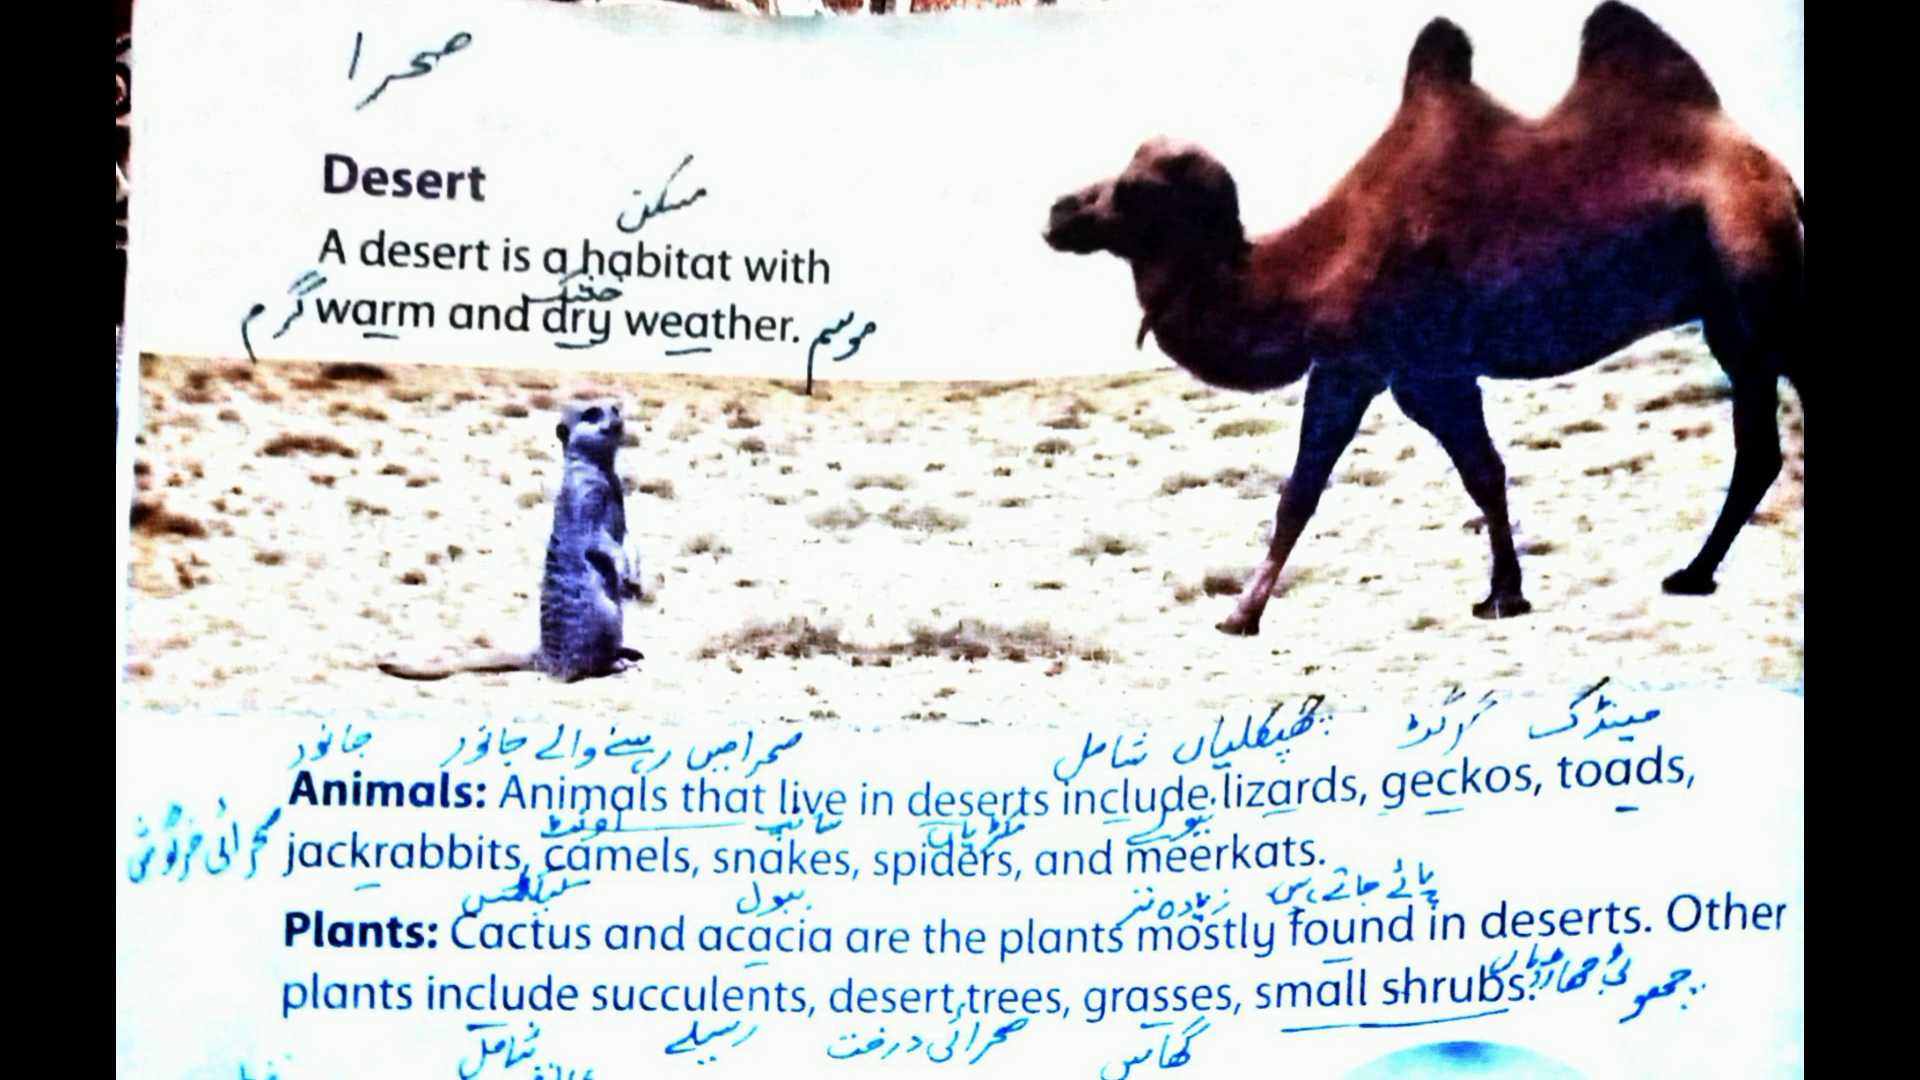 صحرا
Desert
مسکن
A desert is a habitat with
خشک
گرم warm and dry weather. موسم
جانور صحرا میں رہنے والے جانور شامل چھپکلیاں مینڈک
Animals: Animals that live in deserts include lizards, geckos, toads,
اونٹ سانپ مکڑیاں نیولے
صحرائی خرگوش jackrabbits, camels, snakes, spiders, and meerkats.
کیکٹس ببول زیادہ تر پائے جاتے ہیں
Plants: Cactus and acacia are the plants mostly found in deserts. Other
plants include succulents, desert trees, grasses, small shrubs. چھوٹی جھاڑیاں
شامل رسیلے صحرائی درخت گھاس